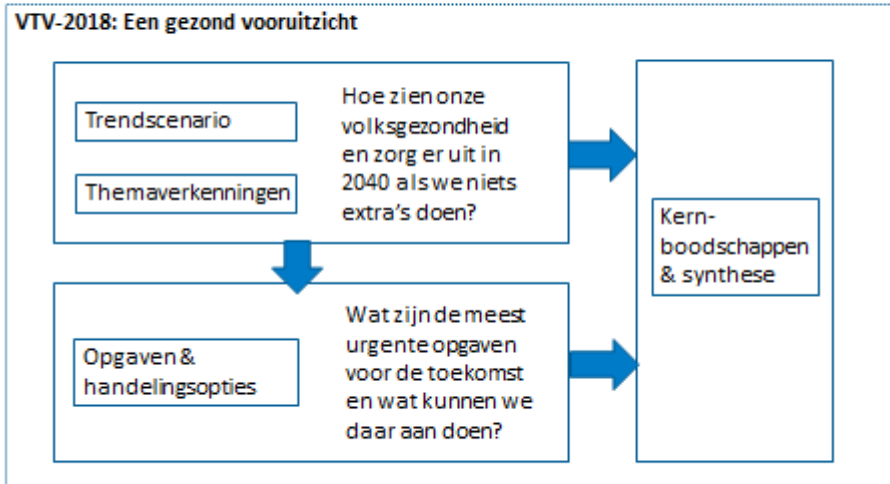 VTV-2018: Een gezond vooruitzicht
Trendscenario
Themaverkenningen
Hoe zien onze
volksgezondheid
en zorg er uit in
2040 als we niets
extra's doen?
Opgaven &
handelingsopties
Wat zijn de meest
urgente opgaven
voor de toekomst
en wat kunnen we
daar aan doen?
Kern-
boodschappen
& synthese